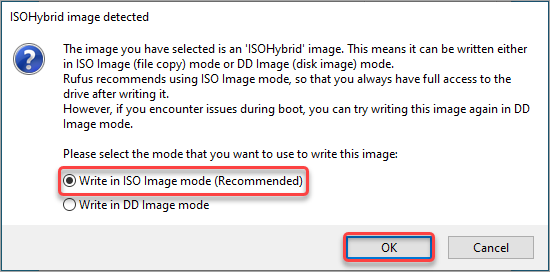 ISOHybrid image detected
The image you have selected is an 'ISOHybrid' image. This means it can be written either
in ISO Image (file copy) mode or DD Image (disk image) mode.
Rufus recommends using ISO Image mode, so that you always have full access to the
drive after writing it.
However, if you encounter issues during boot, you can try writing this image again in DD
Image mode.
Please select the mode that you want to use to write this image:
Write in ISO Image mode (Recommended)
Write in DD Image mode
OK Cancel